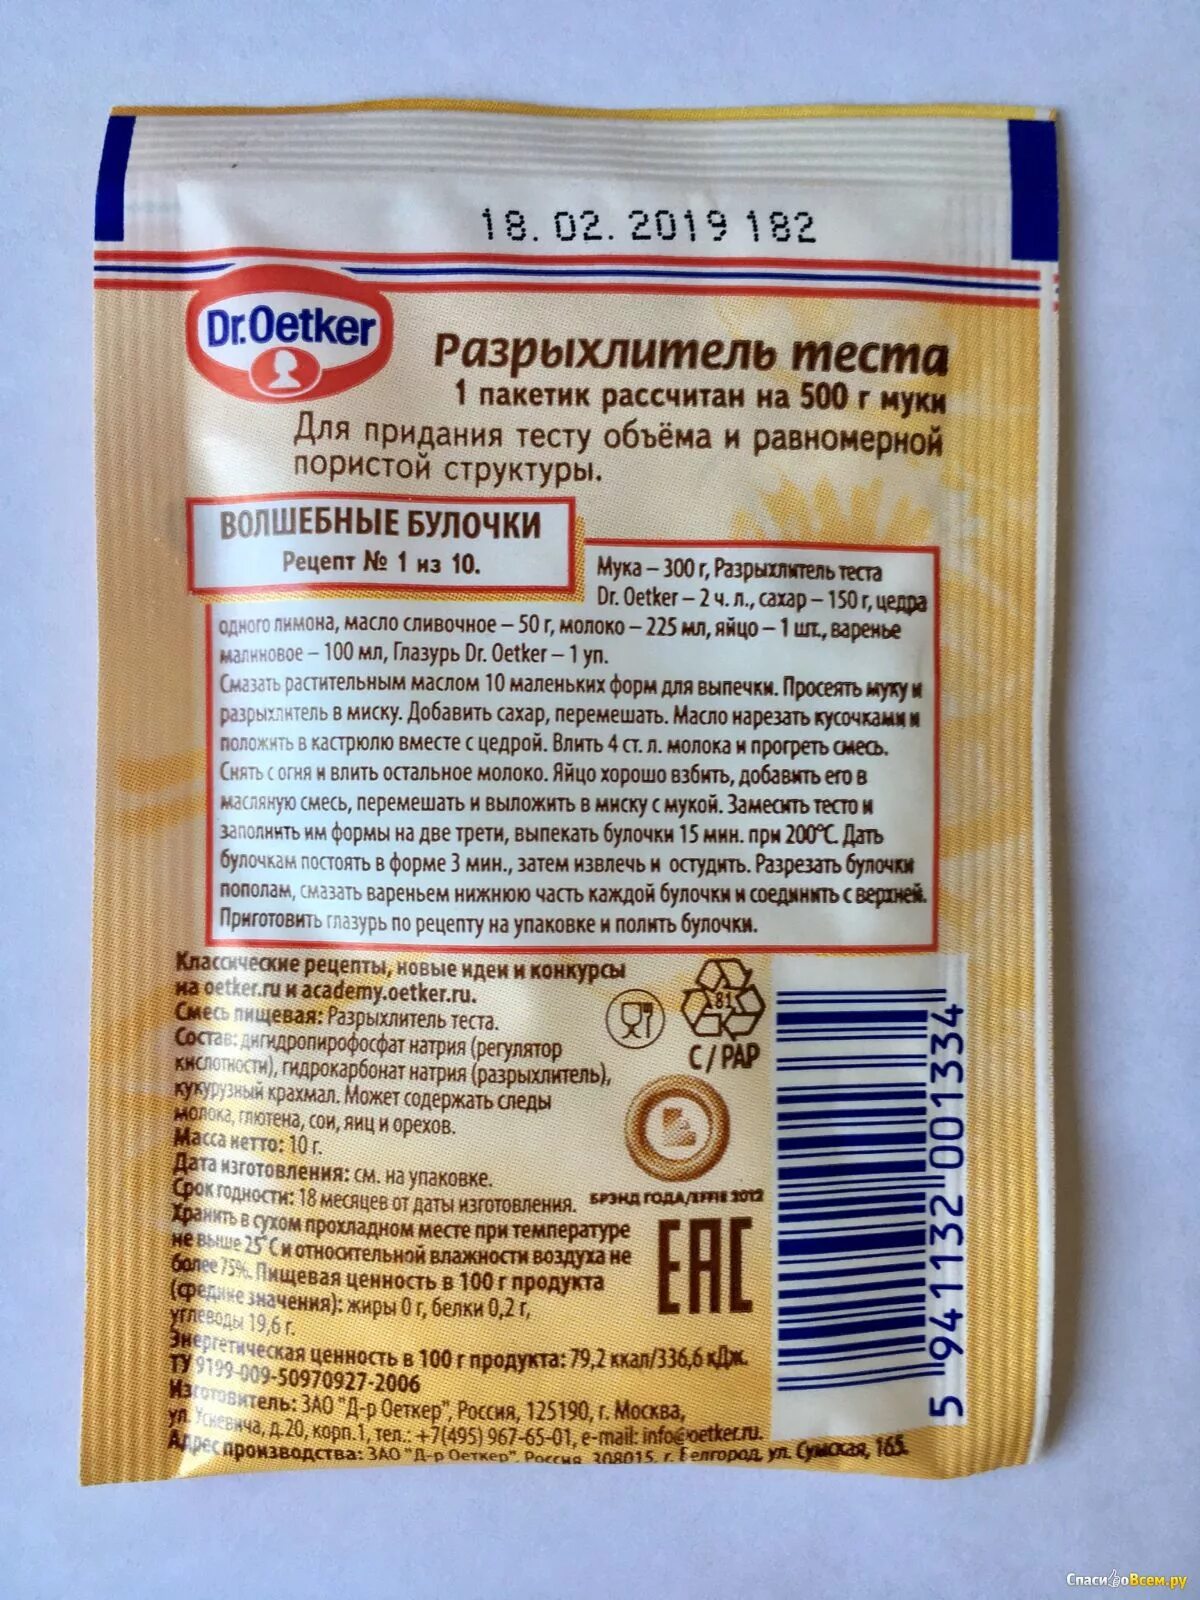 18.02.2019 182
Dr.Oetker
Разрыхлитель теста
1 пакетик рассчитан на 500 г муки
Для придания тесту объёма и равномерной
пористой структуры.
ВОЛШЕБНЫЕ БУЛОЧКИ
Рецепт № 1 из 10.
Мука – 300 г, Разрыхлитель теста
Dr. Oetker – 2 ч. л., сахар – 150 г, цедра
одного лимона, масло сливочное – 50 г, молоко – 225 мл, яйцо – 1 шт., варенье
малиновое – 100 мл, Глазурь Dr. Oetker – 1 уп.
Смазать растительным маслом 10 маленьких форм для выпечки. Просеять муку и
разрыхлитель в миску. Добавить сахар, перемешать. Масло нарезать кусочками и
положить в кастрюлю вместе с цедрой. Влить 4 ст. л. молока и прогреть смесь.
Снять с огня и влить остальное молоко. Яйцо хорошо взбить, добавить его в
масляную смесь, перемешать и выложить в миску с мукой. Замесить тесто и
заполнить им формы на две трети, выпекать булочки 15 мин. при 200°С. Дать
булочкам постоять в форме 3 мин., затем извлечь и остудить. Разрезать булочки
пополам, смазать вареньем нижнюю часть каждой булочки и соединить с верхней.
Приготовить глазурь по рецепту на упаковке и полить булочки.
Классические рецепты, новые идеи и конкурсы
на oetker.ru и academy.oetker.ru.
Смесь пищевая: Разрыхлитель теста.
Состав: дигидропирофосфат натрия (регулятор
кислотности), гидрокарбонат натрия (разрыхлитель),
кукурузный крахмал. Может содержать следы
молока, глютена, сои, яиц и орехов.
Масса нетто: 10 г.
Дата изготовления: см. на упаковке.
Срок годности: 18 месяцев от даты изготовления.
Хранить в сухом прохладном месте при температуре
не выше 25°С и относительной влажности воздуха не
более 75%. Пищевая ценность в 100 г продукта
(средние значения): жиры 0 г, белки 0,2 г,
углеводы 19,6 г.
Энергетическая ценность в 100 г продукта: 79,2 ккал/336,6 кДж.
ТУ 9199-009-50970927-2006
Изготовитель: ЗАО "Д-р Оеткер", Россия, 125190, г. Москва,
ул. Усиевича, д.20, корп.1, тел.: +7(495) 967-65-01, e-mail: info@oetker.ru.
Адрес производства: ЗАО "Д-р Оеткер", Россия, 308015, г. Белгород, ул. Сумская, 165.
81
C/PAP
БРЭНД ГОДА/EFFIE 2012
ЕАС
5 941132 001334
СпасибоВсем.ру